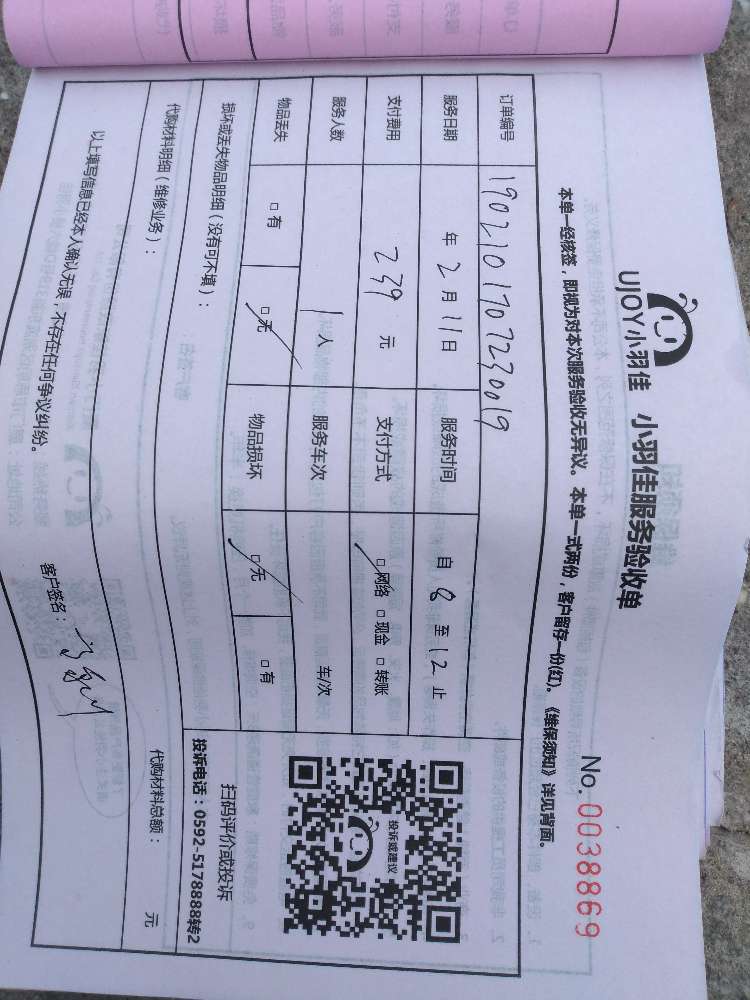 UJOY小羽佳 小羽佳服务验收单
No. 0038869
本单一经核签，即视为对本次服务验收无异议。本单一式两份，客户留存一份(红)。《维保须知》详见背面。
订单编号 1902101707230019
服务日期 年 2 月 11 日 服务时间 自 8 至 12 止
支付费用 239 元 支付方式 □网络 □现金 □转账
服务人数 1 人 服务车次 车/次
物品丢失 □有 □无 物品损坏 □无 □有
投诉或建议
扫码评价或投诉
投诉电话：0592-5178888转2
损坏或丢失物品明细（没有可不填）：
代购材料明细（维修业务）：
代购材料总额： 元
以上填写信息已经本人确认无误，不存在任何争议纠纷。
客户签名：